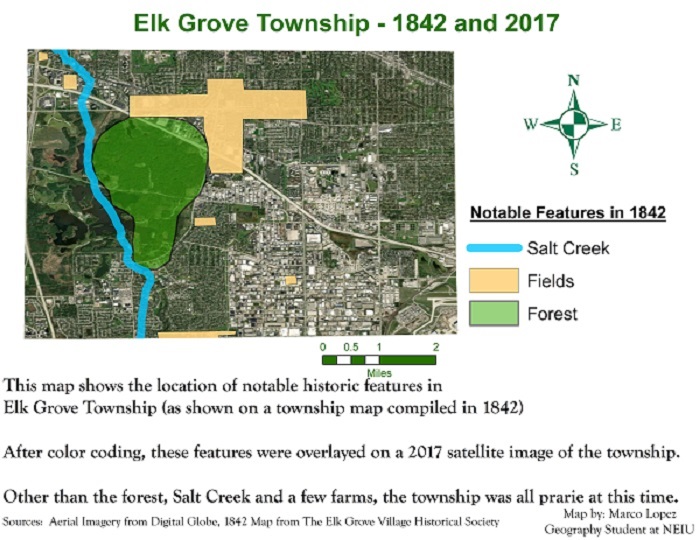 Elk Grove Township - 1842 and 2017
N
W E
S
Notable Features in 1842
Salt Creek
Fields
Forest
0 0.5 1 2
Miles
This map shows the location of notable historic features in
Elk Grove Township (as shown on a township map compiled in 1842)
After color coding, these features were overlayed on a 2017 satellite image of the township.
Other than the forest, Salt Creek and a few farms, the township was all prarie at this time.
Sources: Aerial Imagery from Digital Globe, 1842 Map from The Elk Grove Village Historical Society
Map by: Marco Lopez
Geography Student at NEIU